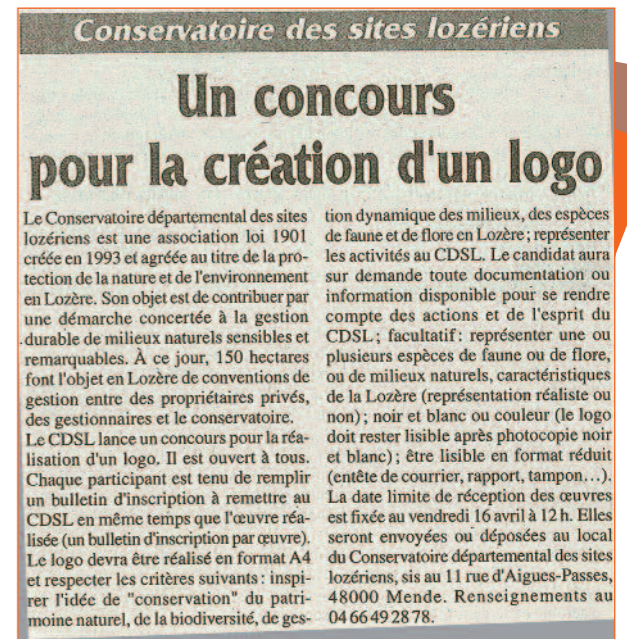 Conservatoire des sites lozériens
Un concours
pour la création d'un logo
Le Conservatoire départemental des sites
lozériens est une association loi 1901
créée en 1993 et agréée au titre de la pro-
tection de la nature et de l'environnement
en Lozère. Son objet est de contribuer par
une démarche concertée à la gestion
durable de milieux naturels sensibles et
remarquables. À ce jour, 150 hectares
font l'objet en Lozère de conventions de
gestion entre des propriétaires privés,
des gestionnaires et le conservatoire.
Le CDSL lance un concours pour la réa-
lisation d'un logo. Il est ouvert à tous.
Chaque participant est tenu de remplir
un bulletin d'inscription à remettre au
CDSL en même temps que l'œuvre réa-
lisée (un bulletin d'inscription par œuvre).
Le logo devra être réalisé en format A4
et respecter les critères suivants : inspi-
rer l'idée de "conservation" du patri-
moine naturel, de la biodiversité, de ges-
tion dynamique des milieux, des espèces
de faune et de flore en Lozère ; représenter
les activités au CDSL. Le candidat aura
sur demande toute documentation ou
information disponible pour se rendre
compte des actions et de l'esprit du
CDSL ; facultatif : représenter une ou
plusieurs espèces de faune ou de flore,
ou de milieux naturels, caractéristiques
de la Lozère (représentation réaliste ou
non) ; noir et blanc ou couleur (le logo
doit rester lisible après photocopie noir
et blanc) ; être lisible en format réduit
(entête de courrier, rapport, tampon...).
La date limite de réception des œuvres
est fixée au vendredi 16 avril à 12 h. Elles
seront envoyées ou déposées au local
du Conservatoire départemental des sites
lozériens, sis au 11 rue d'Aigues-Passes,
48000 Mende. Renseignements au
04 66 49 28 78.